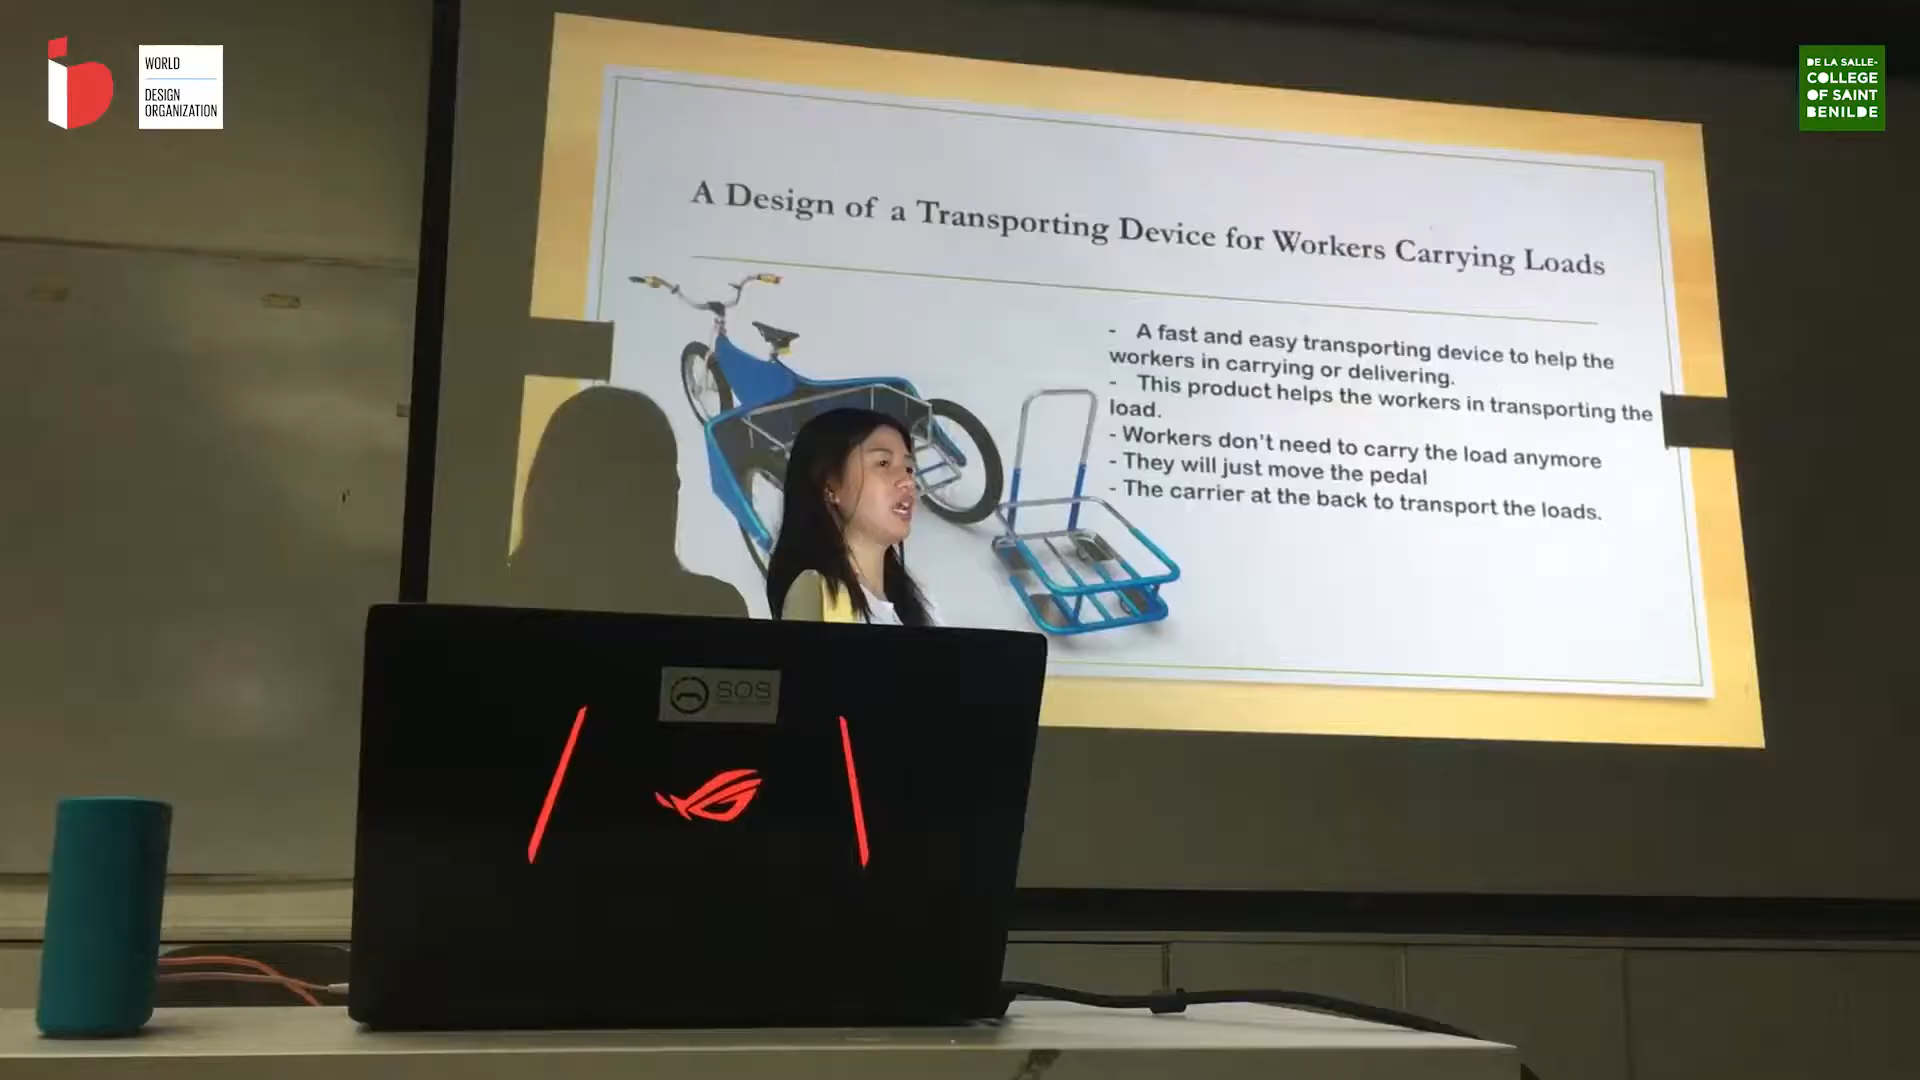 WORLD
DESIGN
ORGANIZATION
DE LA SALLE-
COLLEGE
OF SAINT
BENILDE
A Design of a Transporting Device for Workers Carrying Loads
- A fast and easy transporting device to help the
workers in carrying or delivering.
- This product helps the workers in transporting the
load.
- Workers don't need to carry the load anymore
- They will just move the pedal
- The carrier at the back to transport the loads.
SOS